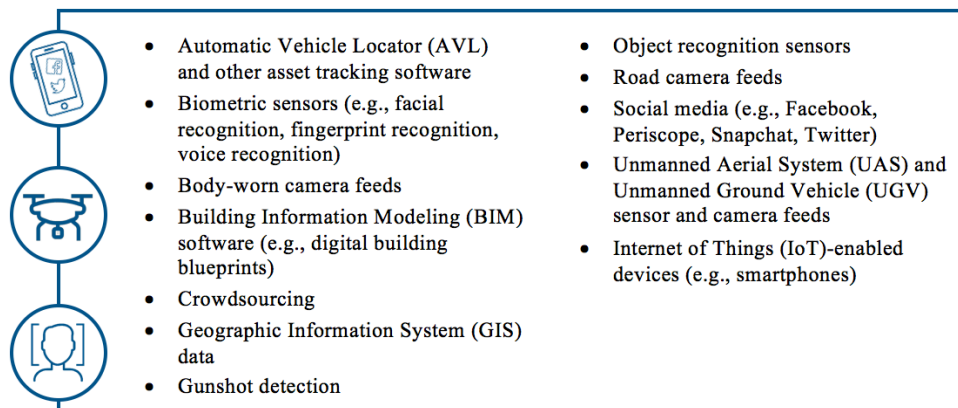 • Automatic Vehicle Locator (AVL)
and other asset tracking software
• Biometric sensors (e.g., facial
recognition, fingerprint recognition,
voice recognition)
• Body-worn camera feeds
• Building Information Modeling (BIM)
software (e.g., digital building
blueprints)
• Crowdsourcing
• Geographic Information System (GIS)
data
• Gunshot detection
• Object recognition sensors
• Road camera feeds
• Social media (e.g., Facebook,
Periscope, Snapchat, Twitter)
• Unmanned Aerial System (UAS) and
Unmanned Ground Vehicle (UGV)
sensor and camera feeds
• Internet of Things (IoT)-enabled
devices (e.g., smartphones)